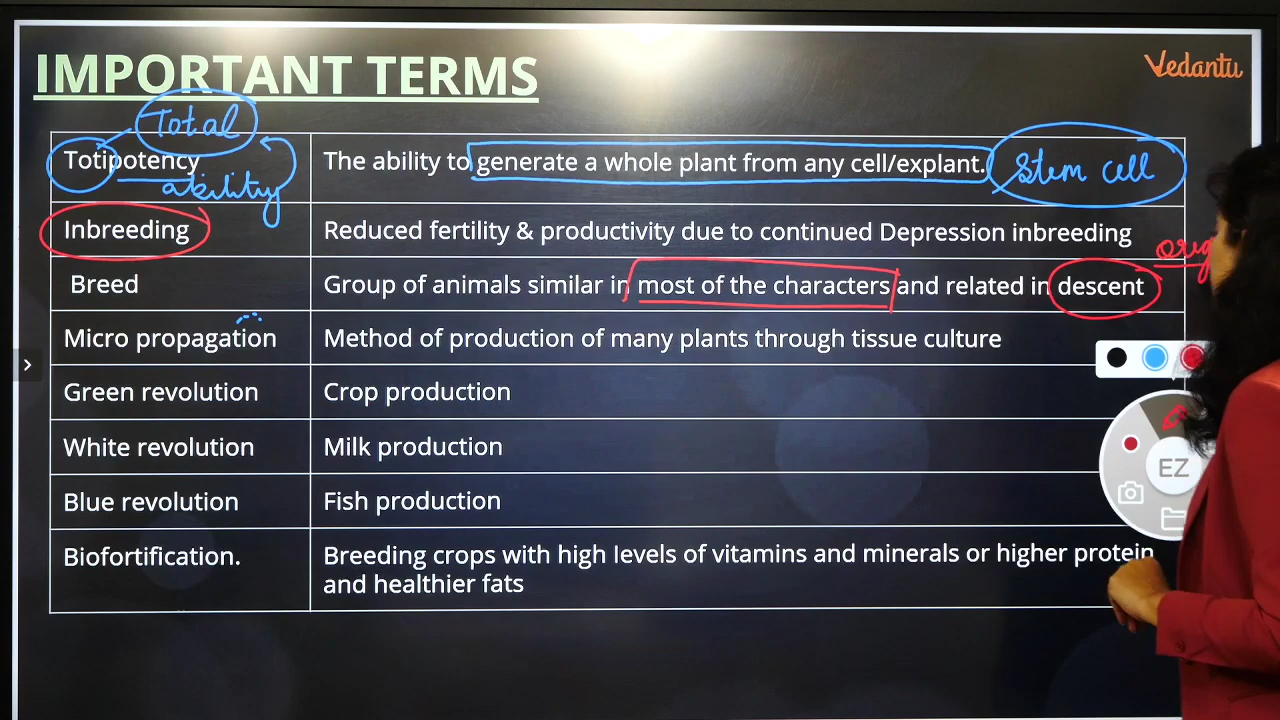 IMPORTANT TERMS
Vedantu
Total
Totipotency
ability
The ability to generate a whole plant from any cell/explant.
Stem cell
Inbreeding
Reduced fertility & productivity due to continued Depression inbreeding
orig
Breed
Group of animals similar in most of the characters and related in descent
Micro propagation
Method of production of many plants through tissue culture
Green revolution
Crop production
White revolution
Milk production
Blue revolution
Fish production
Biofortification.
Breeding crops with high levels of vitamins and minerals or higher protein
and healthier fats
EZ